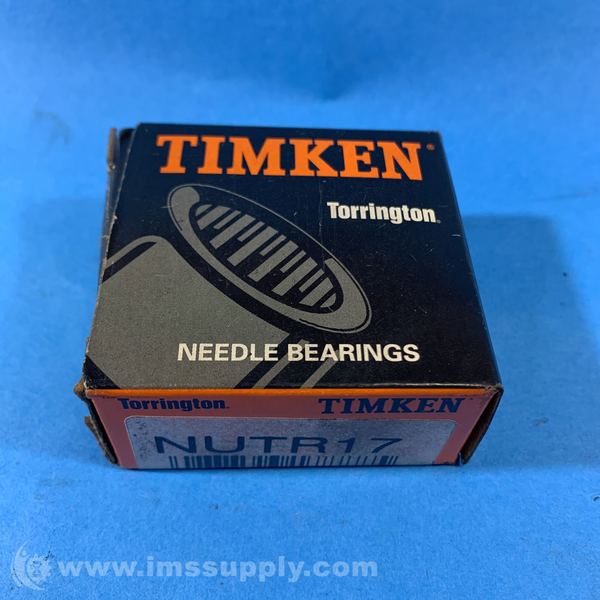 TIMKEN®
Torrington®
NEEDLE BEARINGS
Torrington® TIMKEN®
NUTR17
www.imssupply.com